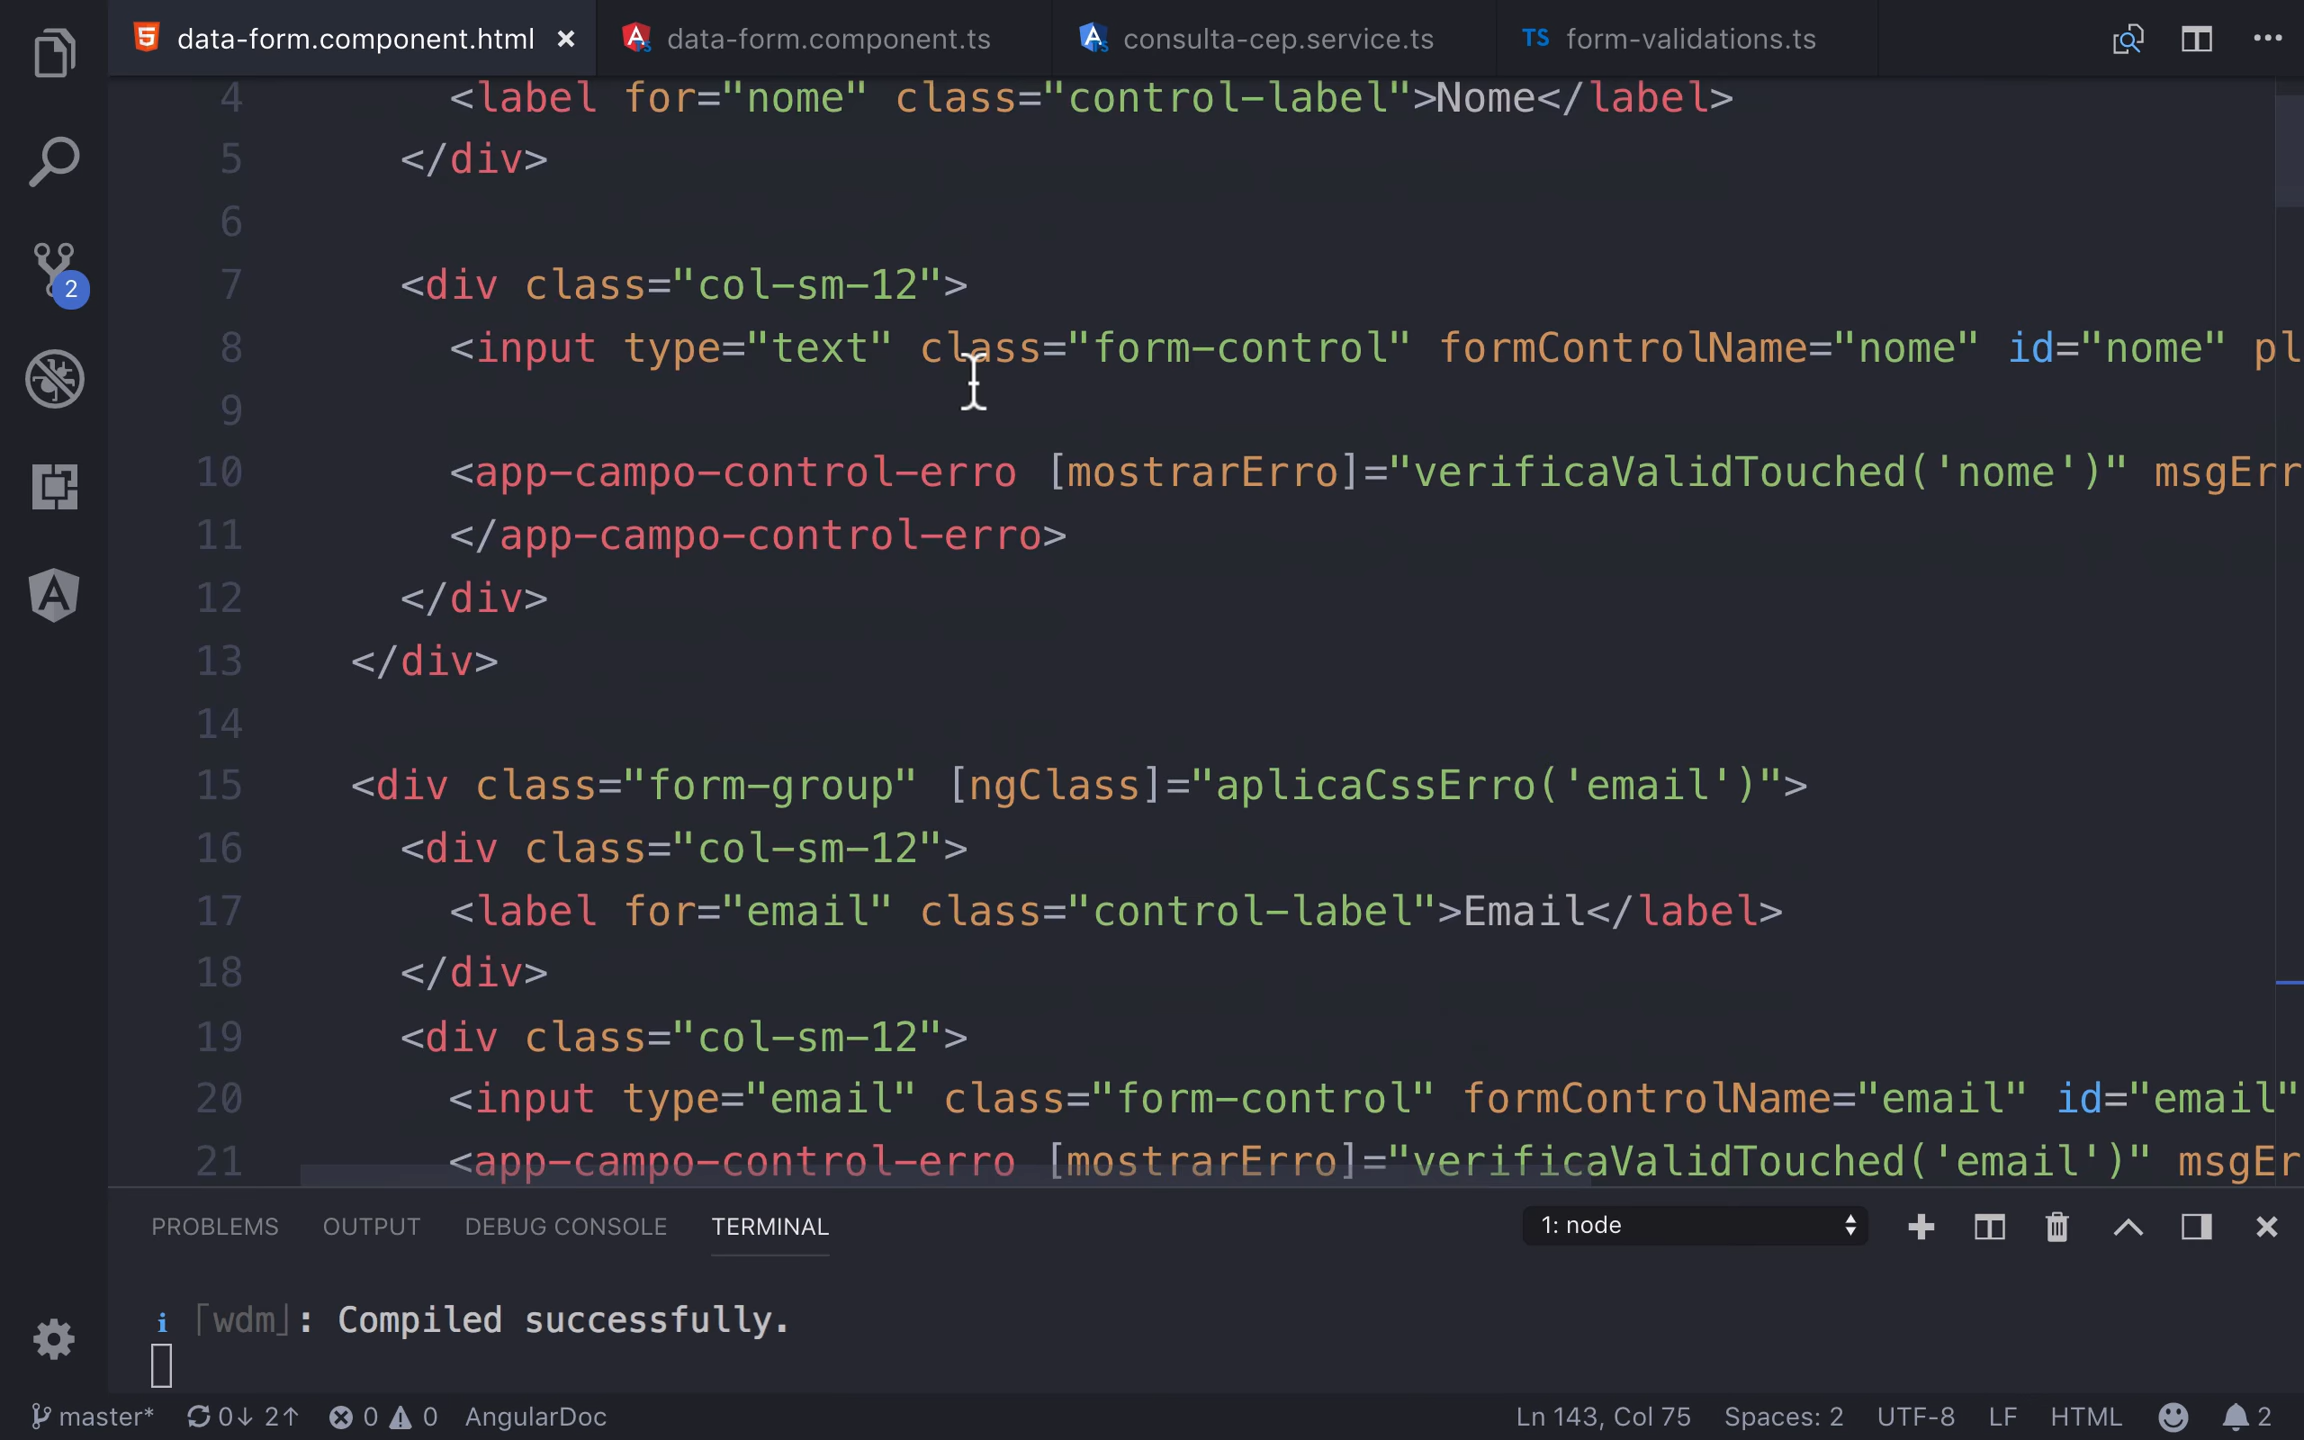 data-form.component.html
data-form.component.ts
consulta-cep.service.ts
TS form-validations.ts
4 <label for="nome" class="control-label">Nome</label>
5 </div>
6
7 <div class="col-sm-12">
8 <input type="text" class="form-control" formControlName="nome" id="nome" pl
9
10 <app-campo-control-erro [mostrarErro]="verificaValidTouched('nome')" msgErr
11 </app-campo-control-erro>
12 </div>
13 </div>
14
15 <div class="form-group" [ngClass]="aplicaCssErro('email')">
16 <div class="col-sm-12">
17 <label for="email" class="control-label">Email</label>
18 </div>
19 <div class="col-sm-12">
20 <input type="email" class="form-control" formControlName="email" id="email"
21 <app-campo-control-erro [mostrarErro]="verificaValidTouched('email')" msgEr
2
PROBLEMS OUTPUT DEBUG CONSOLE TERMINAL 1: node
i ｢wdm｣: Compiled successfully.
master* 0↓ 2↑ 0 0 AngularDoc Ln 143, Col 75 Spaces: 2 UTF-8 LF HTML 2